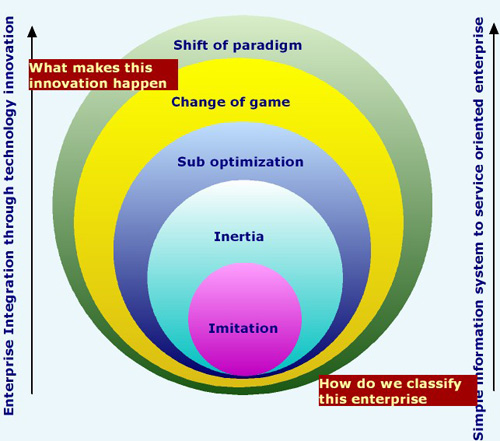 Enterprise Integration through technology innovation
Shift of paradigm
What makes this
innovation happen
Change of game
Sub optimization
Inertia
Imitation
How do we classify
this enterprise
Simple information system to service oriented enterprise